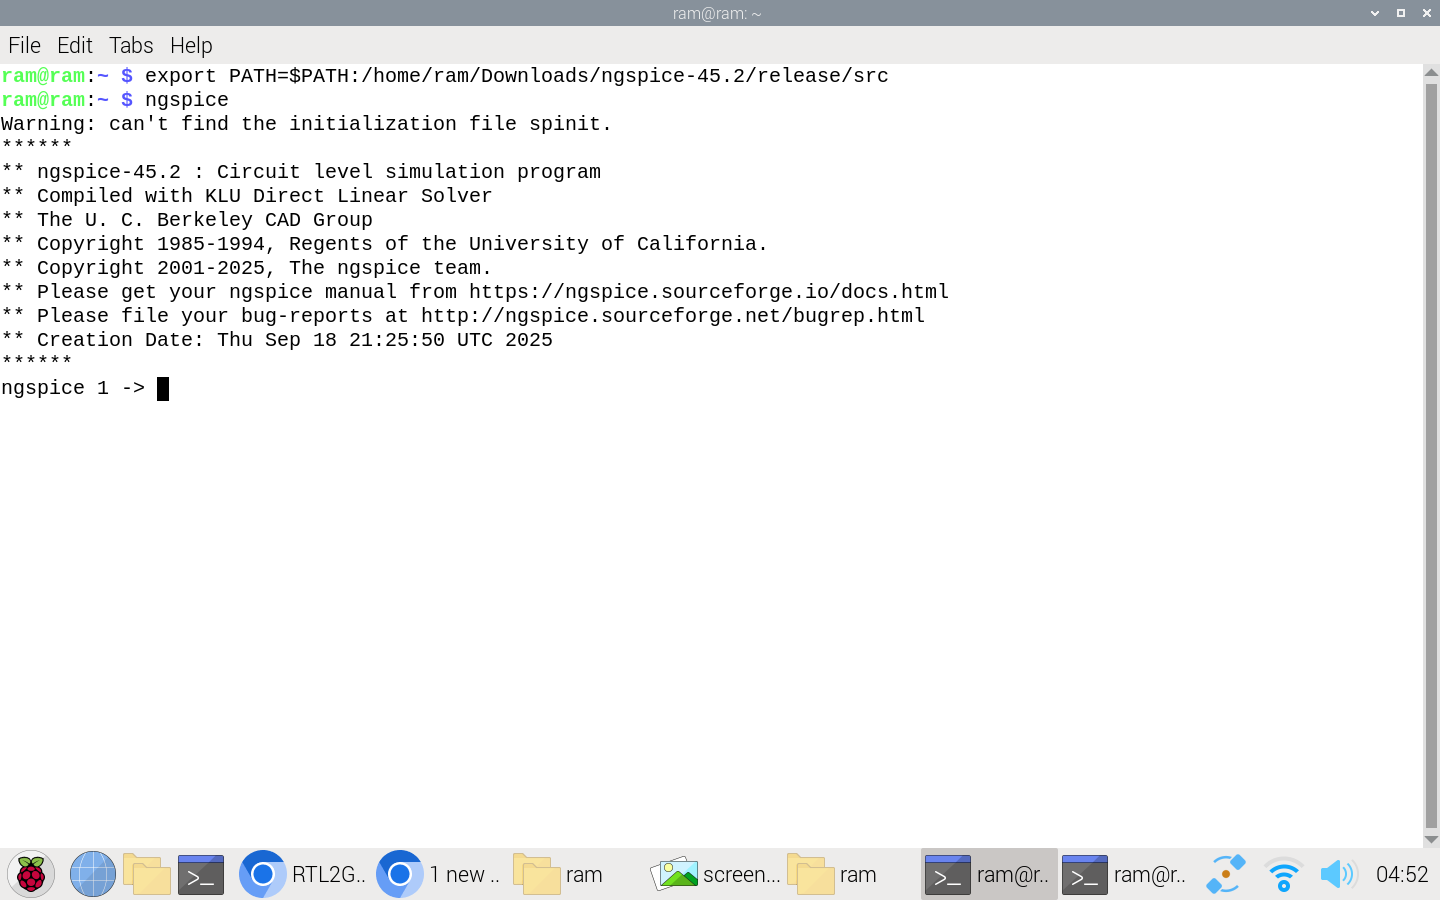 ram@ram: ~
File Edit Tabs Help
ram@ram:~ $ export PATH=$PATH:/home/ram/Downloads/ngspice-45.2/release/src
ram@ram:~ $ ngspice
Warning: can't find the initialization file spinit.
******
** ngspice-45.2 : Circuit level simulation program
** Compiled with KLU Direct Linear Solver
** The U. C. Berkeley CAD Group
** Copyright 1985-1994, Regents of the University of California.
** Copyright 2001-2025, The ngspice team.
** Please get your ngspice manual from https://ngspice.sourceforge.io/docs.html
** Please file your bug-reports at http://ngspice.sourceforge.net/bugrep.html
** Creation Date: Thu Sep 18 21:25:50 UTC 2025
******
ngspice 1 ->
>_ RTL2G.. 1 new .. ram screen... ram >_ ram@r.. >_ ram@r.. 04:52